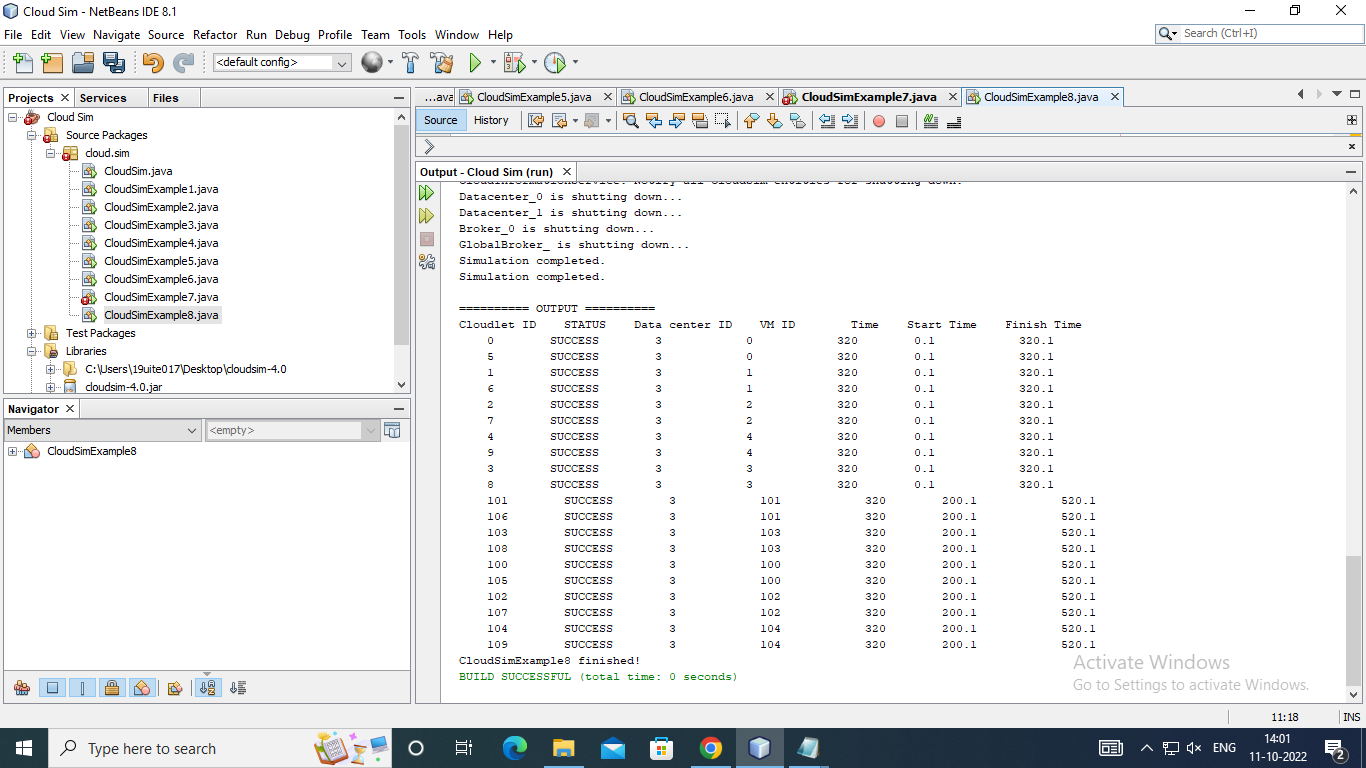 Cloud Sim - NetBeans IDE 8.1
File Edit View Navigate Source Refactor Run Debug Profile Team Tools Window Help
Search (Ctrl+I)
<default config>
Projects Services Files
Cloud Sim
Source Packages
cloud.sim
CloudSim.java
CloudSimExample1.java
CloudSimExample2.java
CloudSimExample3.java
CloudSimExample4.java
CloudSimExample5.java
CloudSimExample6.java
CloudSimExample7.java
CloudSimExample8.java
Test Packages
Libraries
C:\Users\19uite017\Desktop\cloudsim-4.0
cloudsim-4.0.jar
Navigator
Members <empty>
CloudSimExample8
...ava CloudSimExample5.java CloudSimExample6.java CloudSimExample7.java CloudSimExample8.java
Source History
Output - Cloud Sim (run)
CloudInformationService: Notify all CloudSim entities for shutting down.
Datacenter_0 is shutting down...
Datacenter_1 is shutting down...
Broker_0 is shutting down...
GlobalBroker_ is shutting down...
Simulation completed.
Simulation completed.
========== OUTPUT ==========
Cloudlet ID STATUS Data center ID VM ID Time Start Time Finish Time
0 SUCCESS 3 0 320 0.1 320.1
5 SUCCESS 3 0 320 0.1 320.1
1 SUCCESS 3 1 320 0.1 320.1
6 SUCCESS 3 1 320 0.1 320.1
2 SUCCESS 3 2 320 0.1 320.1
7 SUCCESS 3 2 320 0.1 320.1
4 SUCCESS 3 4 320 0.1 320.1
9 SUCCESS 3 4 320 0.1 320.1
3 SUCCESS 3 3 320 0.1 320.1
8 SUCCESS 3 3 320 0.1 320.1
101 SUCCESS 3 101 320 200.1 520.1
106 SUCCESS 3 101 320 200.1 520.1
103 SUCCESS 3 103 320 200.1 520.1
108 SUCCESS 3 103 320 200.1 520.1
100 SUCCESS 3 100 320 200.1 520.1
105 SUCCESS 3 100 320 200.1 520.1
102 SUCCESS 3 102 320 200.1 520.1
107 SUCCESS 3 102 320 200.1 520.1
104 SUCCESS 3 104 320 200.1 520.1
109 SUCCESS 3 104 320 200.1 520.1
CloudSimExample8 finished!
BUILD SUCCESSFUL (total time: 0 seconds)
Activate Windows
Go to Settings to activate Windows.
11:18 INS
Type here to search
ENG
14:01
11-10-2022
2